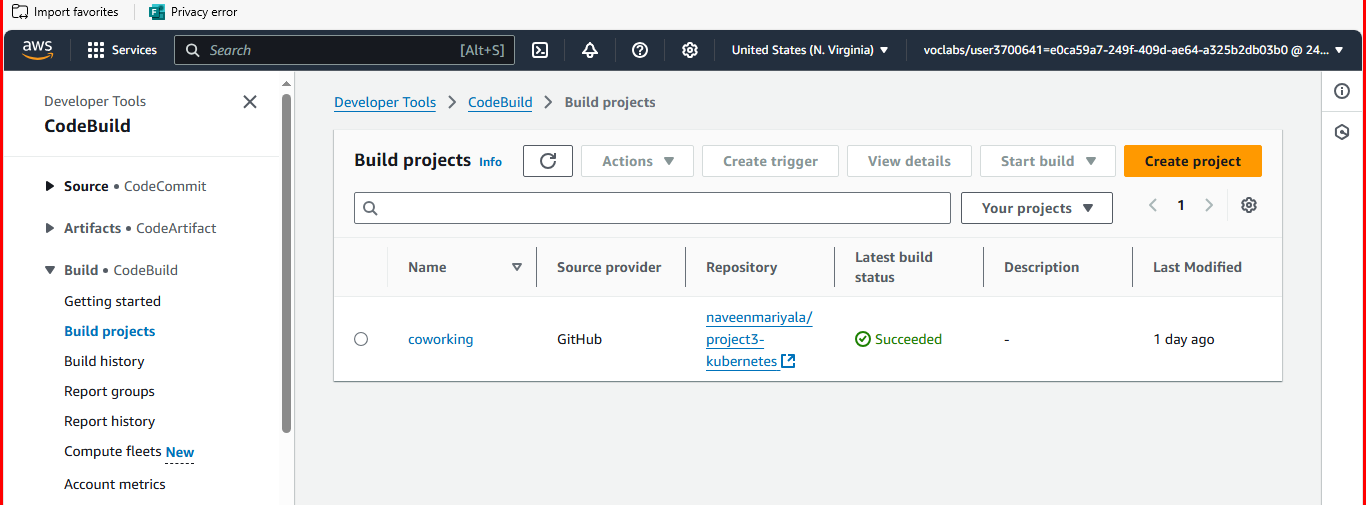 Import favorites
Privacy error
aws
Services
Search
[Alt+S]
United States (N. Virginia)
voclabs/user3700641=e0ca59a7-249f-409d-ae64-a325b2db03b0 @ 24...
Developer Tools
CodeBuild
Source • CodeCommit
Artifacts • CodeArtifact
Build • CodeBuild
Getting started
Build projects
Build history
Report groups
Report history
Compute fleets New
Account metrics
Developer Tools > CodeBuild > Build projects
Build projects Info
Actions
Create trigger
View details
Start build
Create project
Your projects
1
Name
Source provider
Repository
Latest build
status
Description
Last Modified
coworking
GitHub
naveenmariyala/
project3-
kubernetes
Succeeded
-
1 day ago